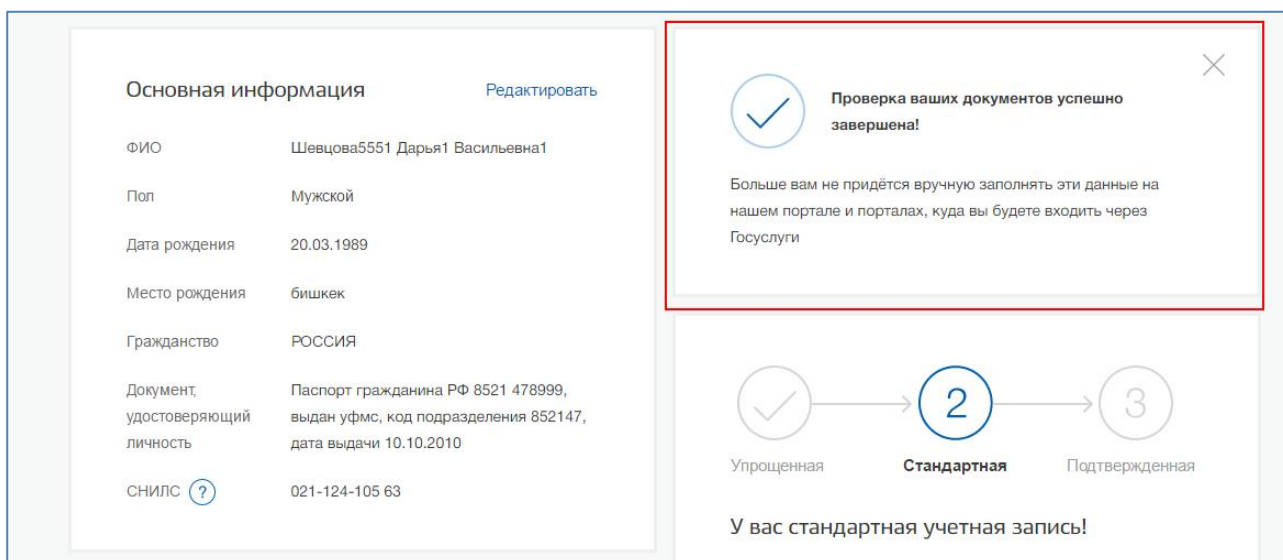 Основная информация
Редактировать
ФИО
Шевцова5551 Дарья1 Васильевна1
Пол
Мужской
Дата рождения
20.03.1989
Место рождения
бишкек
Гражданство
РОССИЯ
Документ,
удостоверяющий
личность
Паспорт гражданина РФ 8521 478999,
выдан уфмс, код подразделения 852147,
дата выдачи 10.10.2010
СНИЛС ?
021-124-105 63
Проверка ваших документов успешно
завершена!
Больше вам не придётся вручную заполнять эти данные на
нашем портале и порталах, куда вы будете входить через
Госуслуги
2
3
Упрощенная
Стандартная
Подтвержденная
У вас стандартная учетная запись!